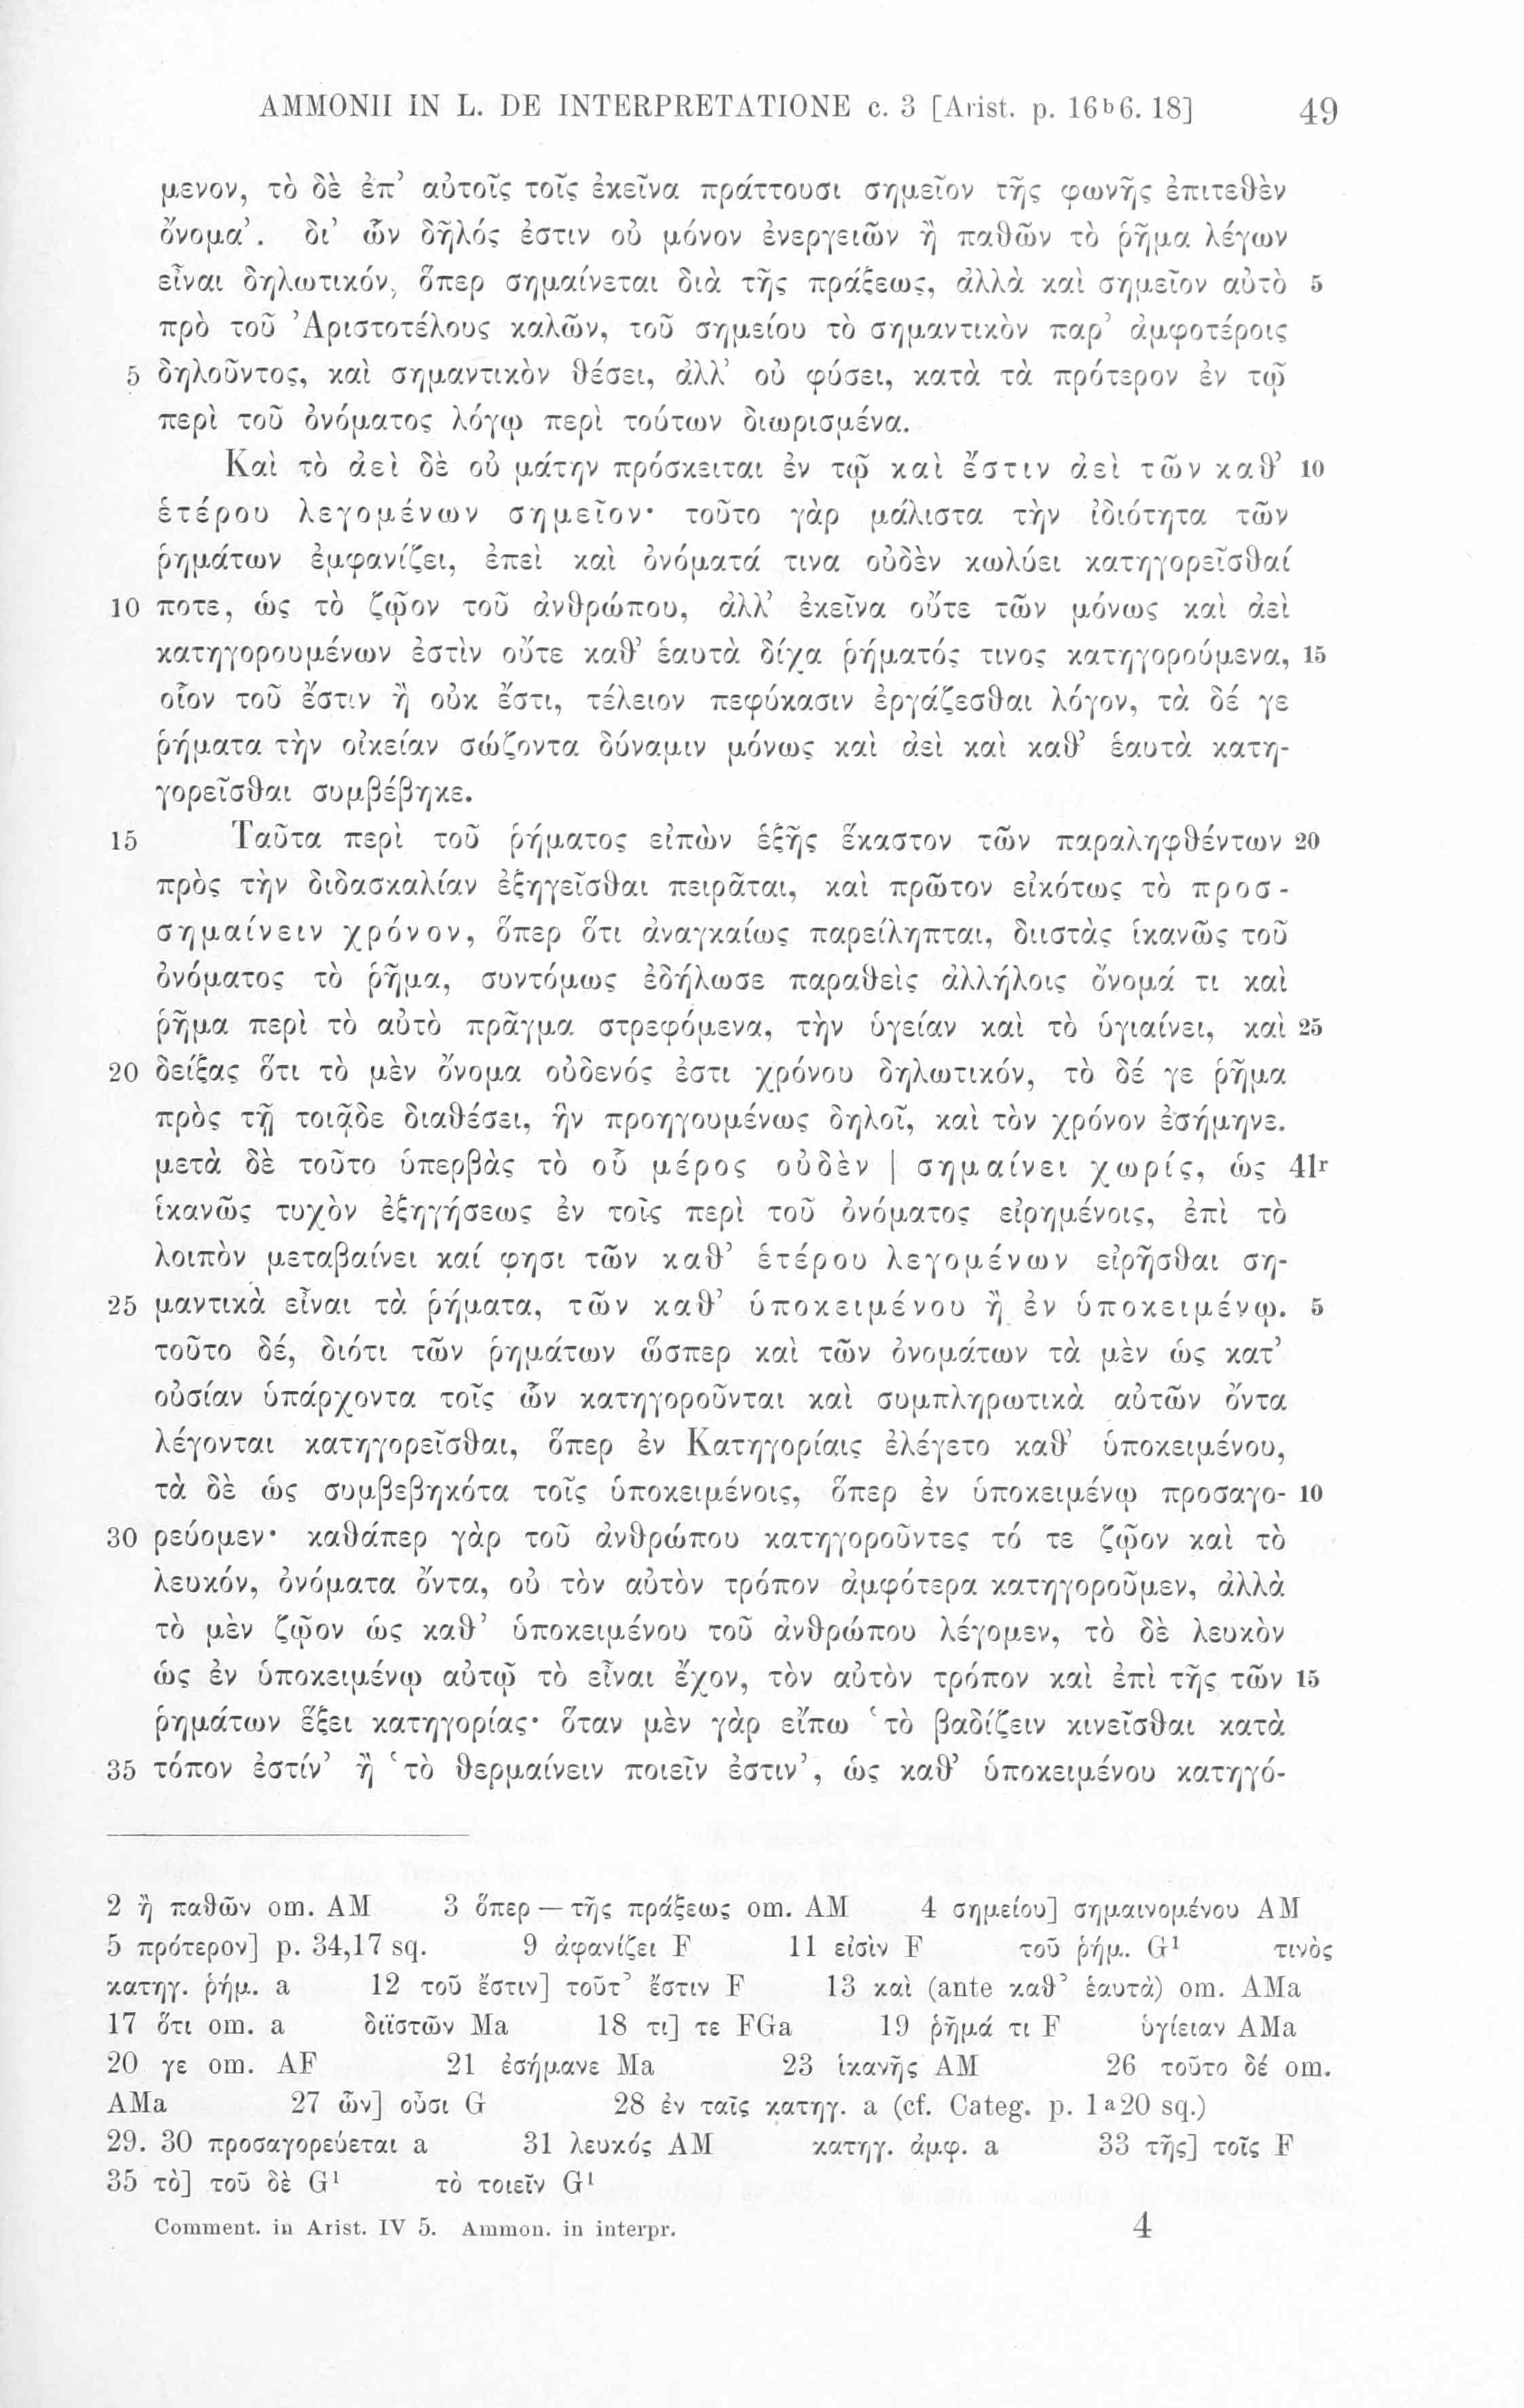 AMMONII IN L. DE INTERPRETATIONE c. 3 [Arist. p. 16ᵇ6. 18] 49
μενον, τὸ δὲ ἐπ’ αὐτοῖς τοῖς ἐκεῖνα πράττουσι σημεῖον τῆς φωνῆς ἐπιτεθὲν
ὄνομα’. δι’ ὧν δῆλός ἐστιν οὐ μόνον ἐνεργειῶν ἢ παθῶν τὸ ῥῆμα λέγων
εἶναι δηλωτικόν, ὅπερ σημαίνεται διὰ τῆς πράξεως, ἀλλὰ καὶ σημεῖον αὐτὸ 5
πρὸ τοῦ Ἀριστοτέλους καλῶν, τοῦ σημείου τὸ σημαντικὸν παρ’ ἀμφοτέροις
5 δηλοῦντος, καὶ σημαντικὸν θέσει, ἀλλ’ οὐ φύσει, κατὰ τὰ πρότερον ἐν τῷ
περὶ τοῦ ὀνόματος λόγῳ περὶ τούτων διωρισμένα.
Καὶ τὸ ἀεὶ δὲ οὐ μάτην πρόσκειται ἐν τῷ καὶ ἔστιν ἀεὶ τῶν καθ’ 10
ἑτέρου λεγομένων σημεῖον· τοῦτο γὰρ μάλιστα τὴν ἰδιότητα τῶν
ῥημάτων ἐμφανίζει, ἐπεὶ καὶ ὀνόματά τινα οὐδὲν κωλύει κατηγορεῖσθαί
10 ποτε, ὡς τὸ ζῷον τοῦ ἀνθρώπου, ἀλλ’ ἐκεῖνα οὔτε τῶν μόνως καὶ ἀεὶ
κατηγορουμένων ἐστὶν οὔτε καθ’ ἑαυτὰ δίχα ῥήματός τινος κατηγορούμενα, 15
οἷον τοῦ ἔστιν ἢ οὐκ ἔστι, τέλειον πεφύκασιν ἐργάζεσθαι λόγον, τὰ δέ γε
ῥήματα τὴν οἰκείαν σώζοντα δύναμιν μόνως καὶ ἀεὶ καὶ καθ’ ἑαυτὰ κατη-
γορεῖσθαι συμβέβηκε.
15 Ταῦτα περὶ τοῦ ῥήματος εἰπὼν ἑξῆς ἕκαστον τῶν παραληφθέντων 20
πρὸς τὴν διδασκαλίαν ἐξηγεῖσθαι πειρᾶται, καὶ πρῶτον εἰκότως τὸ προσ-
σημαίνειν χρόνον, ὅπερ ὅτι ἀναγκαίως παρείληπται, διιστὰς ἱκανῶς τοῦ
ὀνόματος τὸ ῥῆμα, συντόμως ἐδήλωσε παραθεὶς ἀλλήλοις ὄνομά τι καὶ
ῥῆμα περὶ τὸ αὐτὸ πρᾶγμα στρεφόμενα, τὴν ὑγείαν καὶ τὸ ὑγιαίνει, καὶ 25
20 δείξας ὅτι τὸ μὲν ὄνομα οὐδενός ἐστι χρόνου δηλωτικόν, τὸ δέ γε ῥῆμα
πρὸς τῇ τοιᾷδε διαθέσει, ἣν προηγουμένως δηλοῖ, καὶ τὸν χρόνον ἐσήμηνε.
μετὰ δὲ τοῦτο ὑπερβὰς τὸ οὗ μέρος οὐδὲν | σημαίνει χωρίς, ὡς 41ʳ
ἱκανῶς τυχὸν ἐξηγήσεως ἐν τοῖς περὶ τοῦ ὀνόματος εἰρημένοις, ἐπὶ τὸ
λοιπὸν μεταβαίνει καί φησι τῶν καθ’ ἑτέρου λεγομένων εἰρῆσθαι ση-
25 μαντικὰ εἶναι τὰ ῥήματα, τῶν καθ’ ὑποκειμένου ἢ ἐν ὑποκειμένῳ. 5
τοῦτο δέ, διότι τῶν ῥημάτων ὥσπερ καὶ τῶν ὀνομάτων τὰ μὲν ὡς κατ’
οὐσίαν ὑπάρχοντα τοῖς ὧν κατηγοροῦνται καὶ συμπληρωτικὰ αὐτῶν ὄντα
λέγονται κατηγορεῖσθαι, ὅπερ ἐν Κατηγορίαις ἐλέγετο καθ’ ὑποκειμένου,
τὰ δὲ ὡς συμβεβηκότα τοῖς ὑποκειμένοις, ὅπερ ἐν ὑποκειμένῳ προσαγο- 10
30 ρεύομεν· καθάπερ γὰρ τοῦ ἀνθρώπου κατηγοροῦντες τό τε ζῷον καὶ τὸ
λευκόν, ὀνόματα ὄντα, οὐ τὸν αὐτὸν τρόπον ἀμφότερα κατηγοροῦμεν, ἀλλὰ
τὸ μὲν ζῷον ὡς καθ’ ὑποκειμένου τοῦ ἀνθρώπου λέγομεν, τὸ δὲ λευκὸν
ὡς ἐν ὑποκειμένῳ αὐτῷ τὸ εἶναι ἔχον, τὸν αὐτὸν τρόπον καὶ ἐπὶ τῆς τῶν 15
ῥημάτων ἕξει κατηγορίας· ὅταν μὲν γὰρ εἴπω ‘τὸ βαδίζειν κινεῖσθαι κατὰ
35 τόπον ἐστίν’ ἢ ‘τὸ θερμαίνειν ποιεῖν ἐστιν’, ὡς καθ’ ὑποκειμένου κατηγό-
2 ἢ παθῶν om. AM 3 ὅπερ — τῆς πράξεως om. AM 4 σημείου] σημαινομένου AM
5 πρότερον] p. 34,17 sq. 9 ἀφανίζει F 11 εἰσὶν F τοῦ ῥήμ. G¹ τινὸς
κατηγ. ῥήμ. a 12 τοῦ ἔστιν] τοῦτ’ ἔστιν F 13 καὶ (ante καθ’ ἑαυτὰ) om. AMa
17 ὅτι om. a διϊστῶν Ma 18 τι] τε FGa 19 ῥῆμά τι F ὑγίειαν AMa
20 γε om. AF 21 ἐσήμανε Ma 23 ἱκανῆς AM 26 τοῦτο δέ om.
AMa 27 ὧν] οὖσι G 28 ἐν ταῖς κατηγ. a (cf. Categ. p. 1ᵃ20 sq.)
29. 30 προσαγορεύεται a 31 λευκός AM κατηγ. ἀμφ. a 33 τῆς] τοῖς F
35 τὸ] τοῦ δὲ G¹ τὸ τοιεῖν G¹
Comment. in Arist. IV 5. Ammon. in interpr. 4